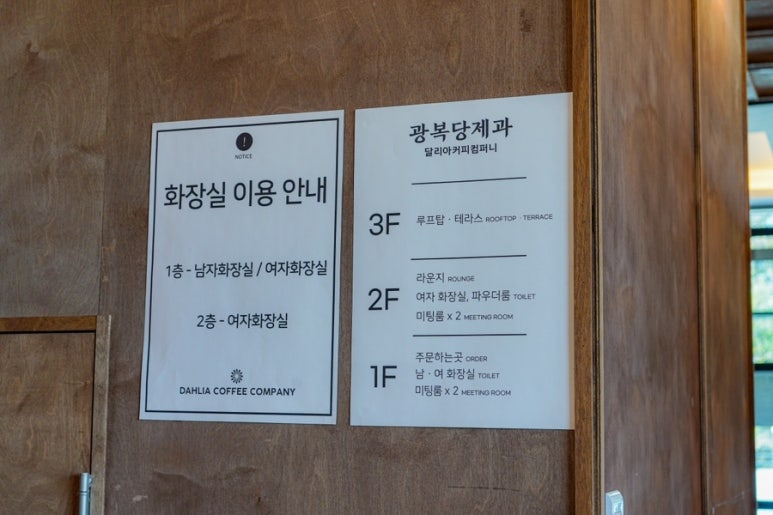 !
NOTICE
화장실 이용 안내
1층 - 남자화장실 / 여자화장실
2층 - 여자화장실
DAHLIA COFFEE COMPANY
광복당제과
달리아커피컴퍼니
3F
루프탑 · 테라스 ROOFTOP · TERRACE
2F
라운지 ROUNGE
여자 화장실, 파우더룸 TOILET
미팅룸 x 2 MEETING ROOM
1F
주문하는곳 ORDER
남 · 여 화장실 TOILET
미팅룸 x 2 MEETING ROOM